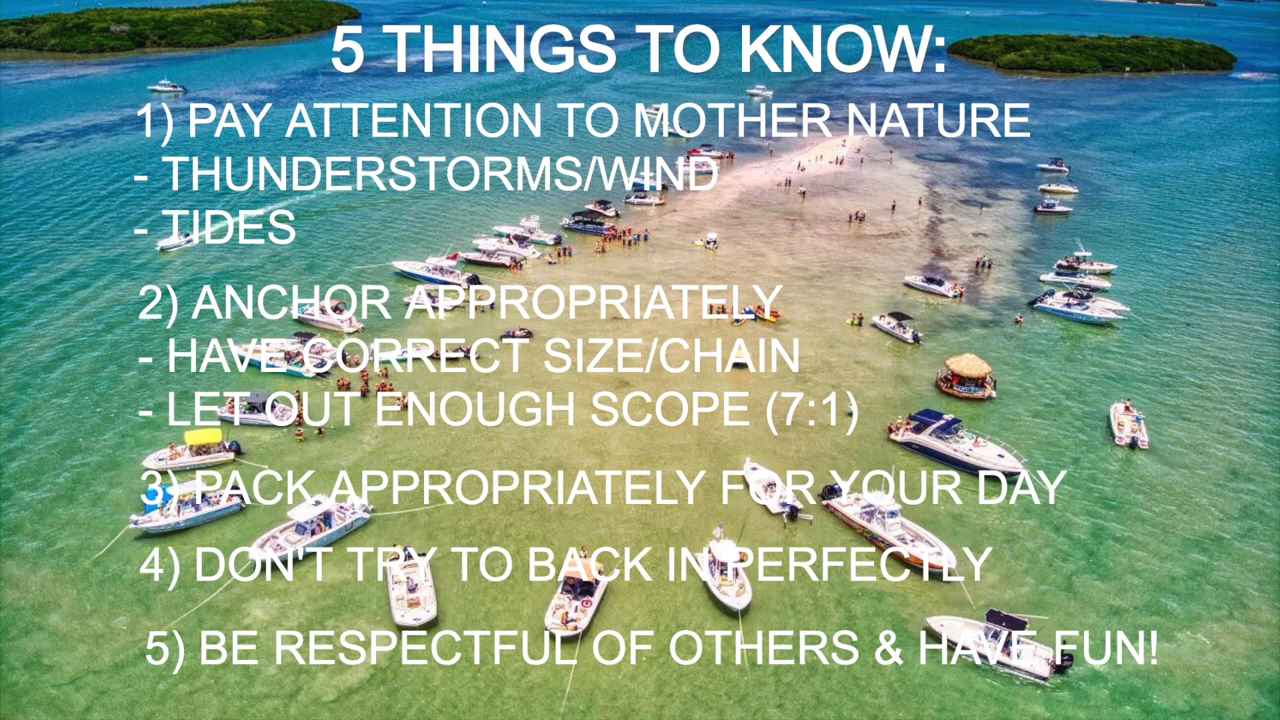 5 THINGS TO KNOW:
1) PAY ATTENTION TO MOTHER NATURE
- THUNDERSTORMS/WIND
- TIDES
2) ANCHOR APPROPRIATELY
- HAVE CORRECT SIZE/CHAIN
- LET OUT ENOUGH SCOPE (7:1)
3) PACK APPROPRIATELY FOR YOUR DAY
4) DON'T TRY TO BACK IN PERFECTLY
5) BE RESPECTFUL OF OTHERS & HAVE FUN!